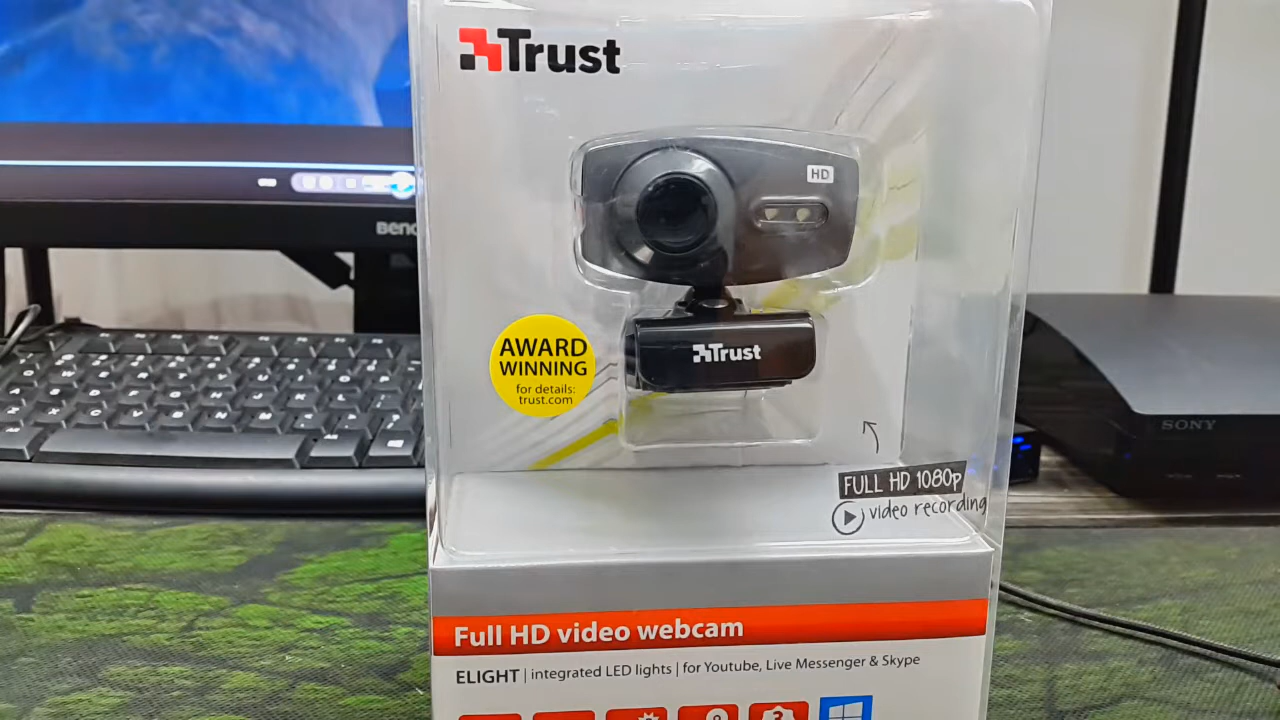 Trust
HD
Trust
AWARD
WINNING
for details:
trust.com
FULL HD 1080p
video recording
Full HD video webcam
ELIGHT | integrated LED lights | for Youtube, Live Messenger & Skype
BenQ
SONY